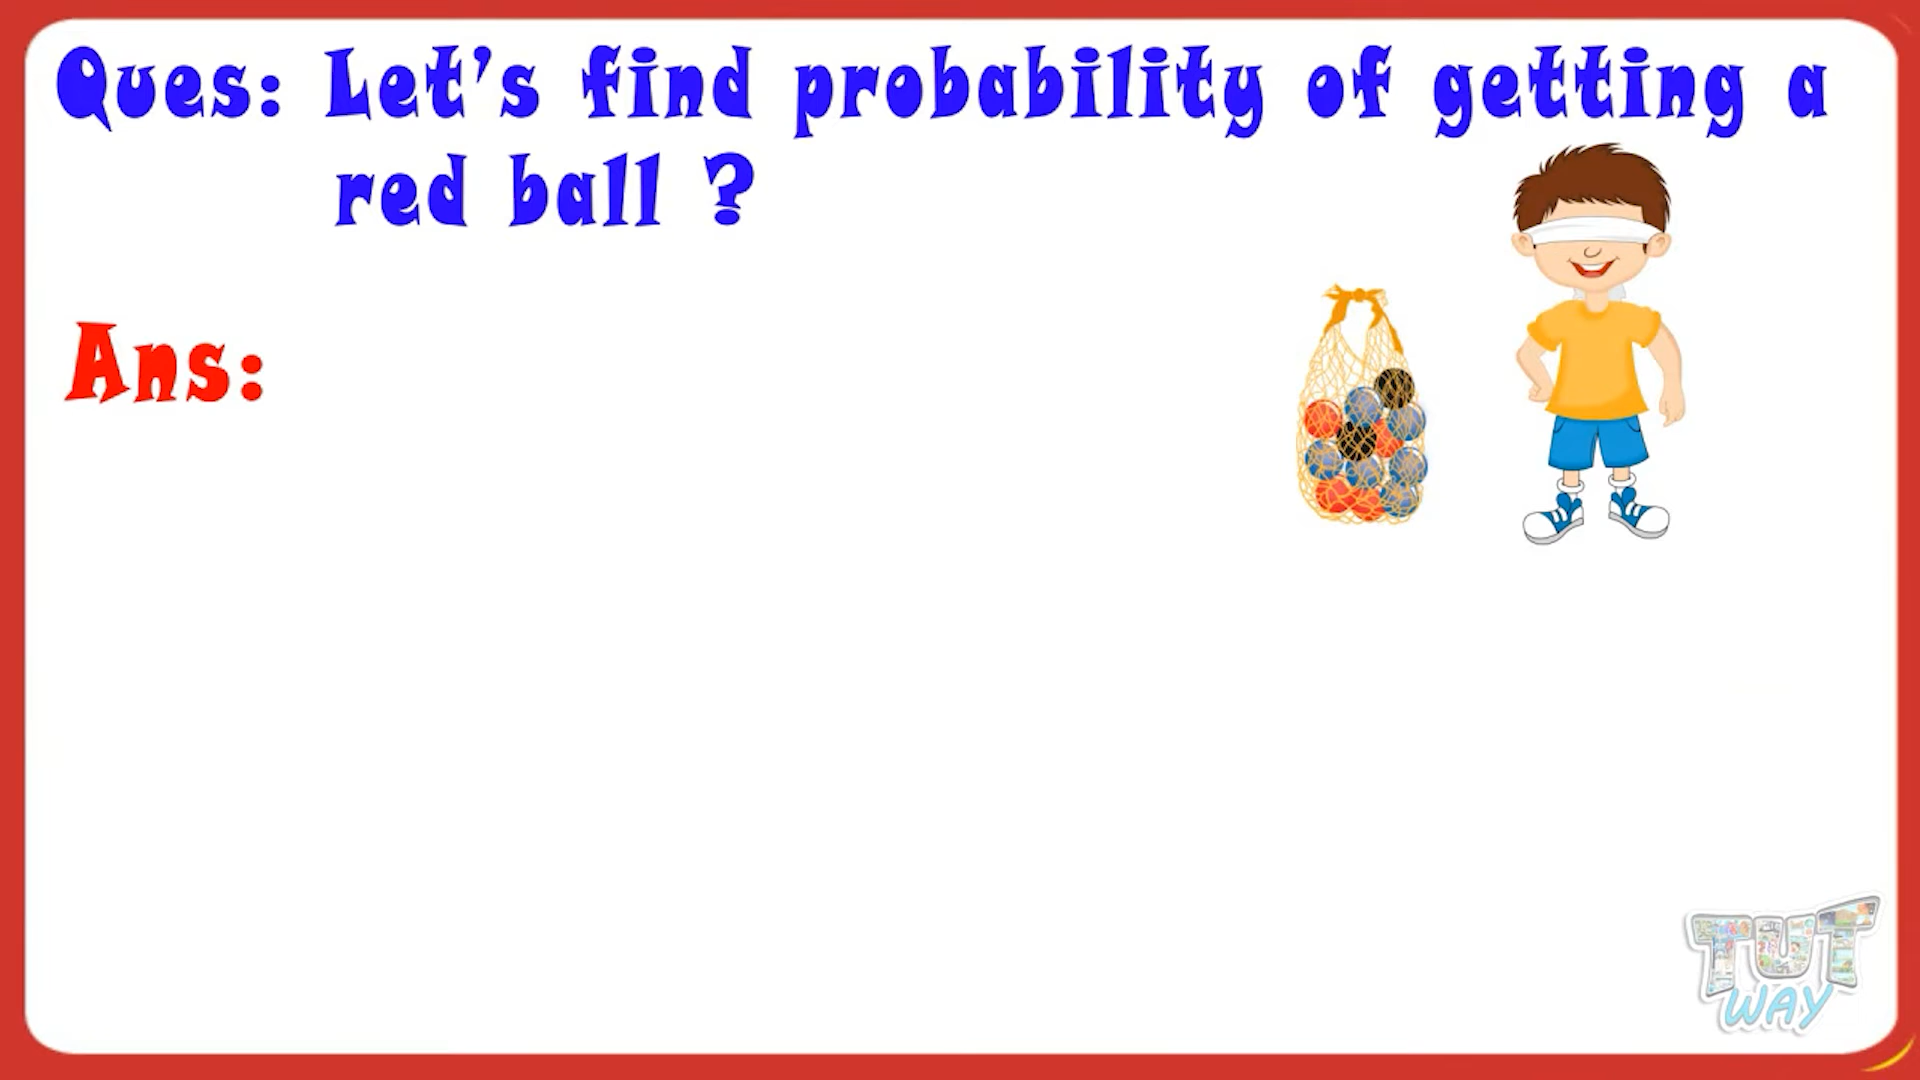 Ques: Let's find probability of getting a
red ball ?
Ans:
TUT
WAY